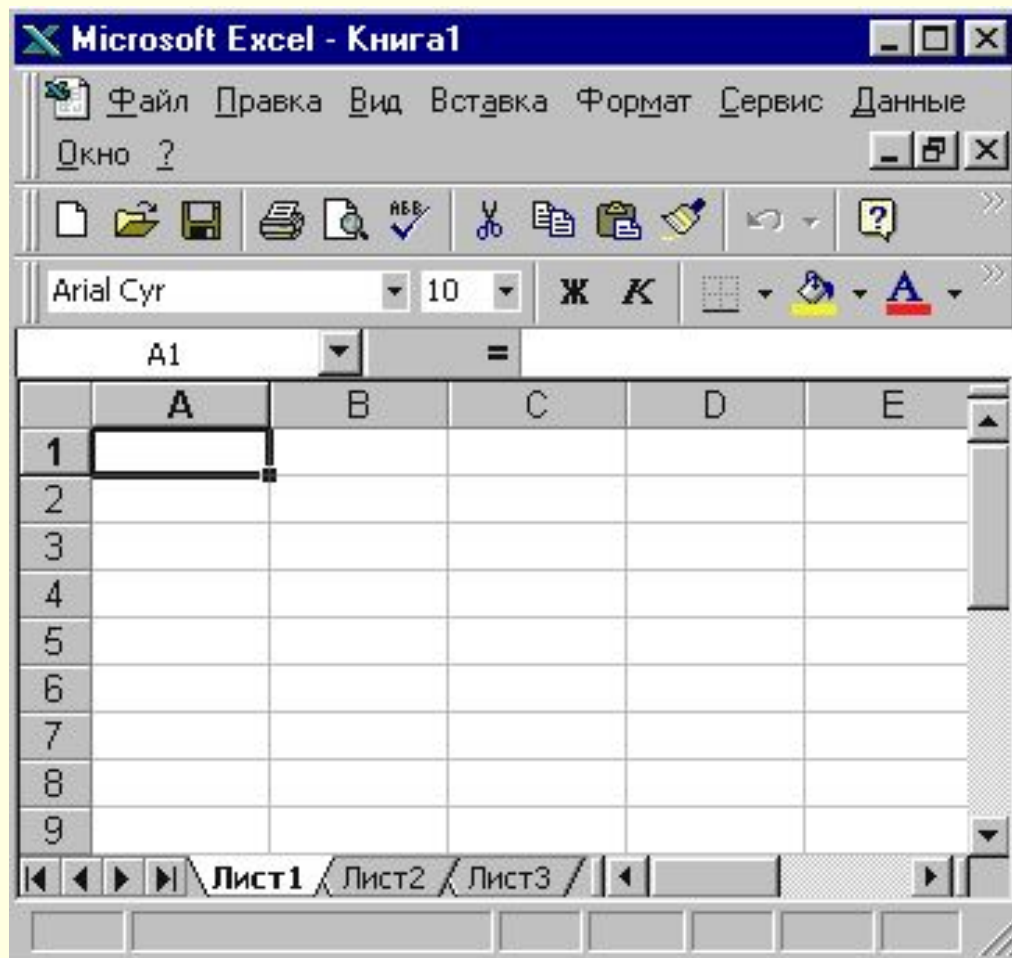 Microsoft Excel - Книга1
Файл Правка Вид Вставка Формат Сервис Данные
Окно ?
АБВ
?
Arial Cyr 10 Ж К A
A1 =
A B C D E
1
2
3
4
5
6
7
8
9
Лист1 Лист2 Лист3